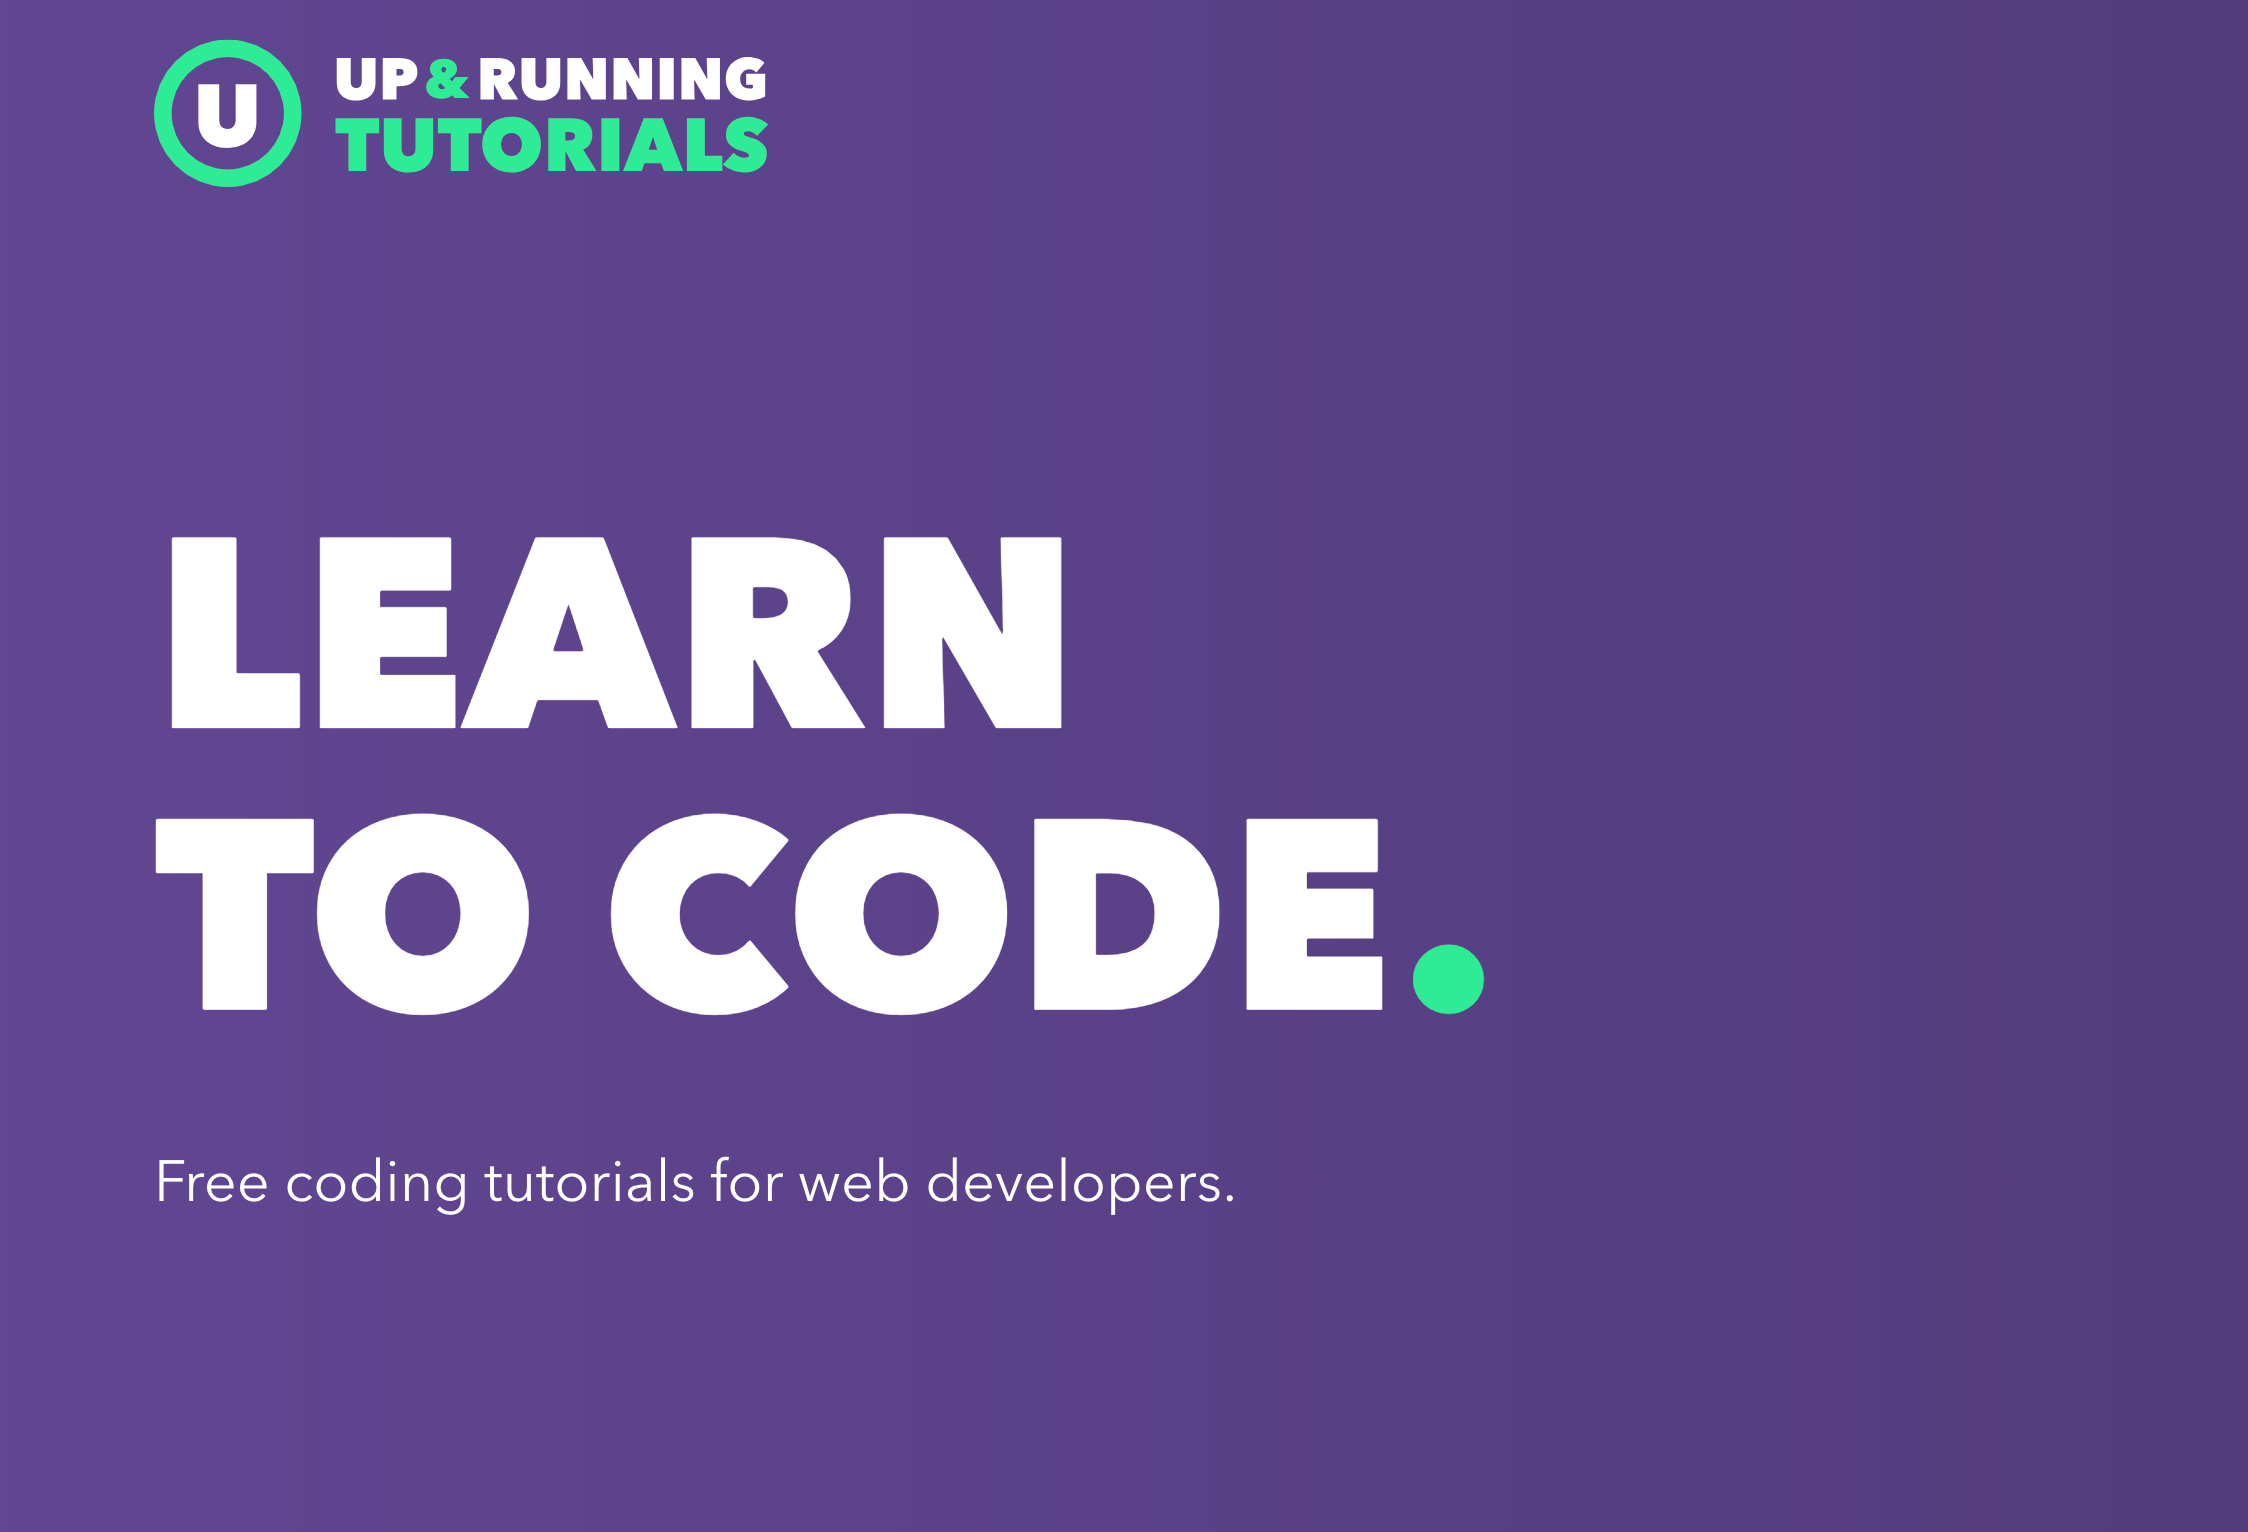 U
UP & RUNNING
TUTORIALS
LEARN
TO CODE.
Free coding tutorials for web developers.